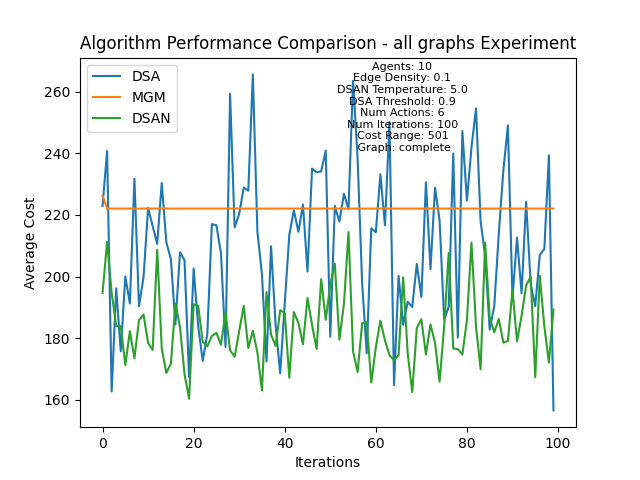 Algorithm Performance Comparison - all graphs Experiment
DSA
MGM
DSAN
Agents: 10
Edge Density: 0.1
DSAN Temperature: 5.0
DSA Threshold: 0.9
Num Actions: 6
Num Iterations: 100
Cost Range: 501
Graph: complete
Average Cost
260
240
220
200
180
160
0
20
40
60
80
100
Iterations